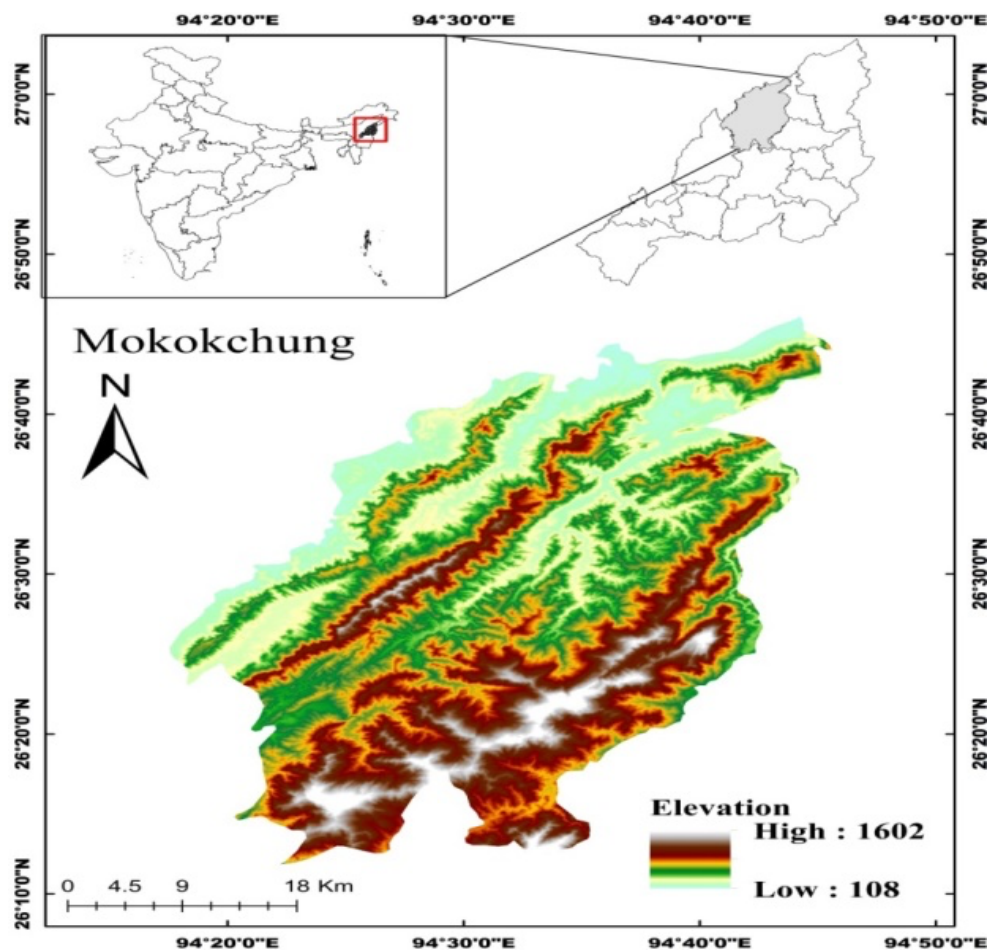 94°20'0"E 94°30'0"E 94°40'0"E 94°50'0"E
27°0'0"N 27°0'0"N
26°50'0"N 26°50'0"N
Mokokchung
N
26°40'0"N 26°40'0"N
26°30'0"N 26°30'0"N
26°20'0"N 26°20'0"N
Elevation
High : 1602
Low : 108
0 4.5 9 18 Km
26°10'0"N 26°10'0"N
94°20'0"E 94°30'0"E 94°40'0"E 94°50'0"E